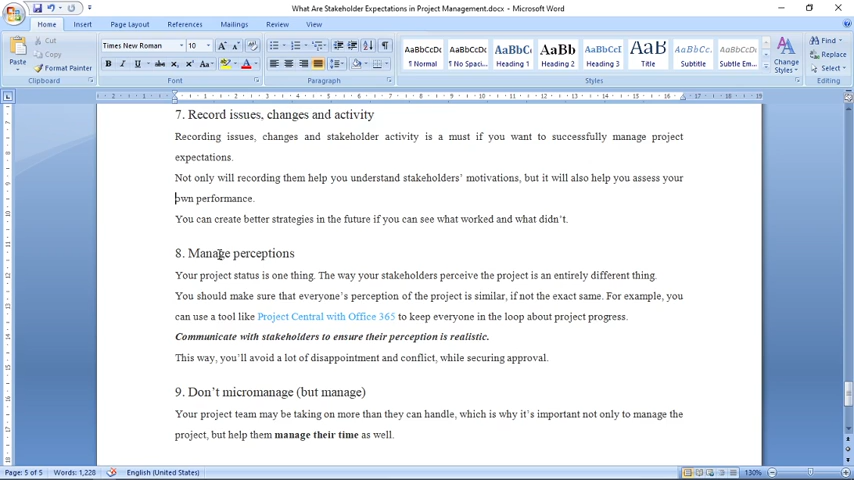 What Are Stakeholder Expectations in Project Management.docx - Microsoft Word
Home Insert Page Layout References Mailings Review View
Paste
Cut
Copy
Format Painter
Clipboard
Times New Roman 10
Font
Paragraph
AaBbCcDc AaBbCcDc AaBbC AaBb AaBbCcI AaB AaBbCcL AaBbCcDc
¶ Normal ¶ No Spaci... Heading 1 Heading 2 Heading 3 Title Subtitle Subtle Em...
Change Styles
Styles
Find
Replace
Select
Editing
7. Record issues, changes and activity
Recording issues, changes and stakeholder activity is a must if you want to successfully manage project
expectations.
Not only will recording them help you understand stakeholders’ motivations, but it will also help you assess your
own performance.
You can create better strategies in the future if you can see what worked and what didn’t.
8. Manage perceptions
Your project status is one thing. The way your stakeholders perceive the project is an entirely different thing.
You should make sure that everyone’s perception of the project is similar, if not the exact same. For example, you
can use a tool like Project Central with Office 365 to keep everyone in the loop about project progress.
Communicate with stakeholders to ensure their perception is realistic.
This way, you’ll avoid a lot of disappointment and conflict, while securing approval.
9. Don’t micromanage (but manage)
Your project team may be taking on more than they can handle, which is why it’s important not only to manage the
project, but help them manage their time as well.
Page: 5 of 5 Words: 1,228 English (United States) 130%